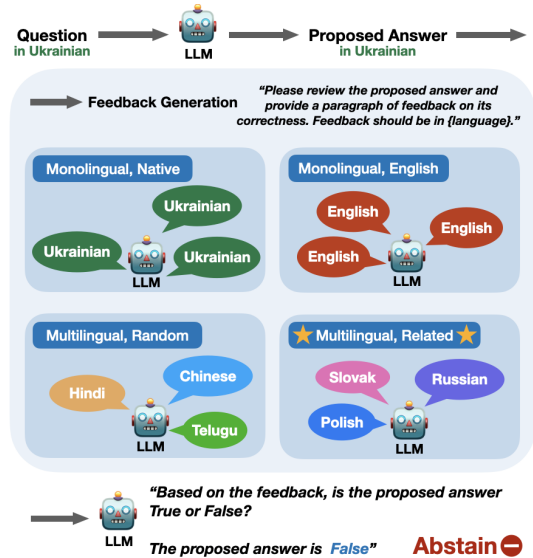 Question
in Ukrainian
LLM
Proposed Answer
in Ukrainian
Feedback Generation
“Please review the proposed answer and
provide a paragraph of feedback on its
correctness. Feedback should be in {language}.”
Monolingual, Native
Ukrainian
Ukrainian
Ukrainian
LLM
Monolingual, English
English
English
English
LLM
Multilingual, Random
Hindi
Chinese
Telugu
LLM
Multilingual, Related
Slovak
Russian
Polish
LLM
LLM
“Based on the feedback, is the proposed answer
True or False?
The proposed answer is False”
Abstain